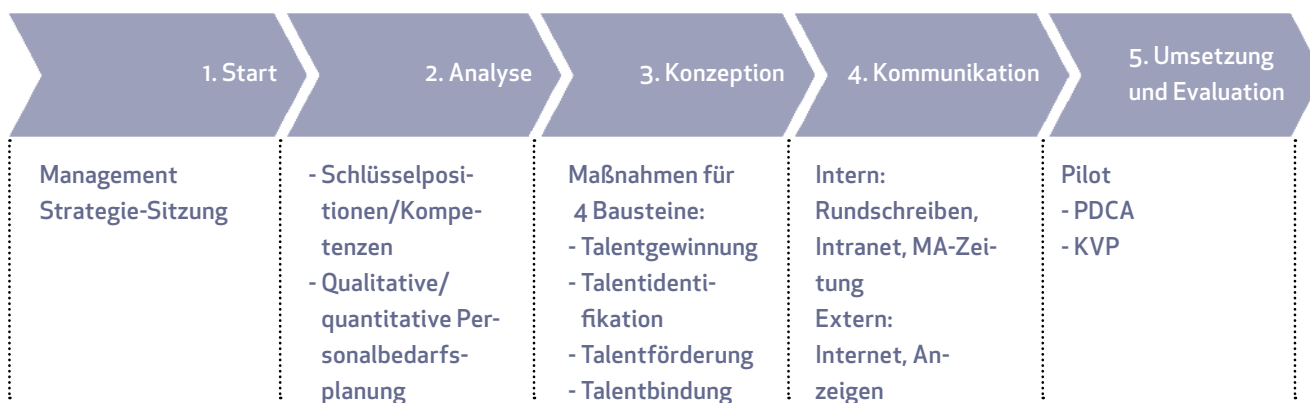 1. Start
2. Analyse
3. Konzeption
4. Kommunikation
5. Umsetzung
und Evaluation
Management
Strategie-Sitzung
- Schlüsselposi-
tionen/Kompe-
tenzen
- Qualitative/
quantitative Per-
sonalbedarfs-
planung
Maßnahmen für
4 Bausteine:
- Talentgewinnung
- Talentidenti-
fikation
- Talentförderung
- Talentbindung
Intern:
Rundschreiben,
Intranet, MA-Zei-
tung
Extern:
Internet, An-
zeigen
Pilot
- PDCA
- KVP